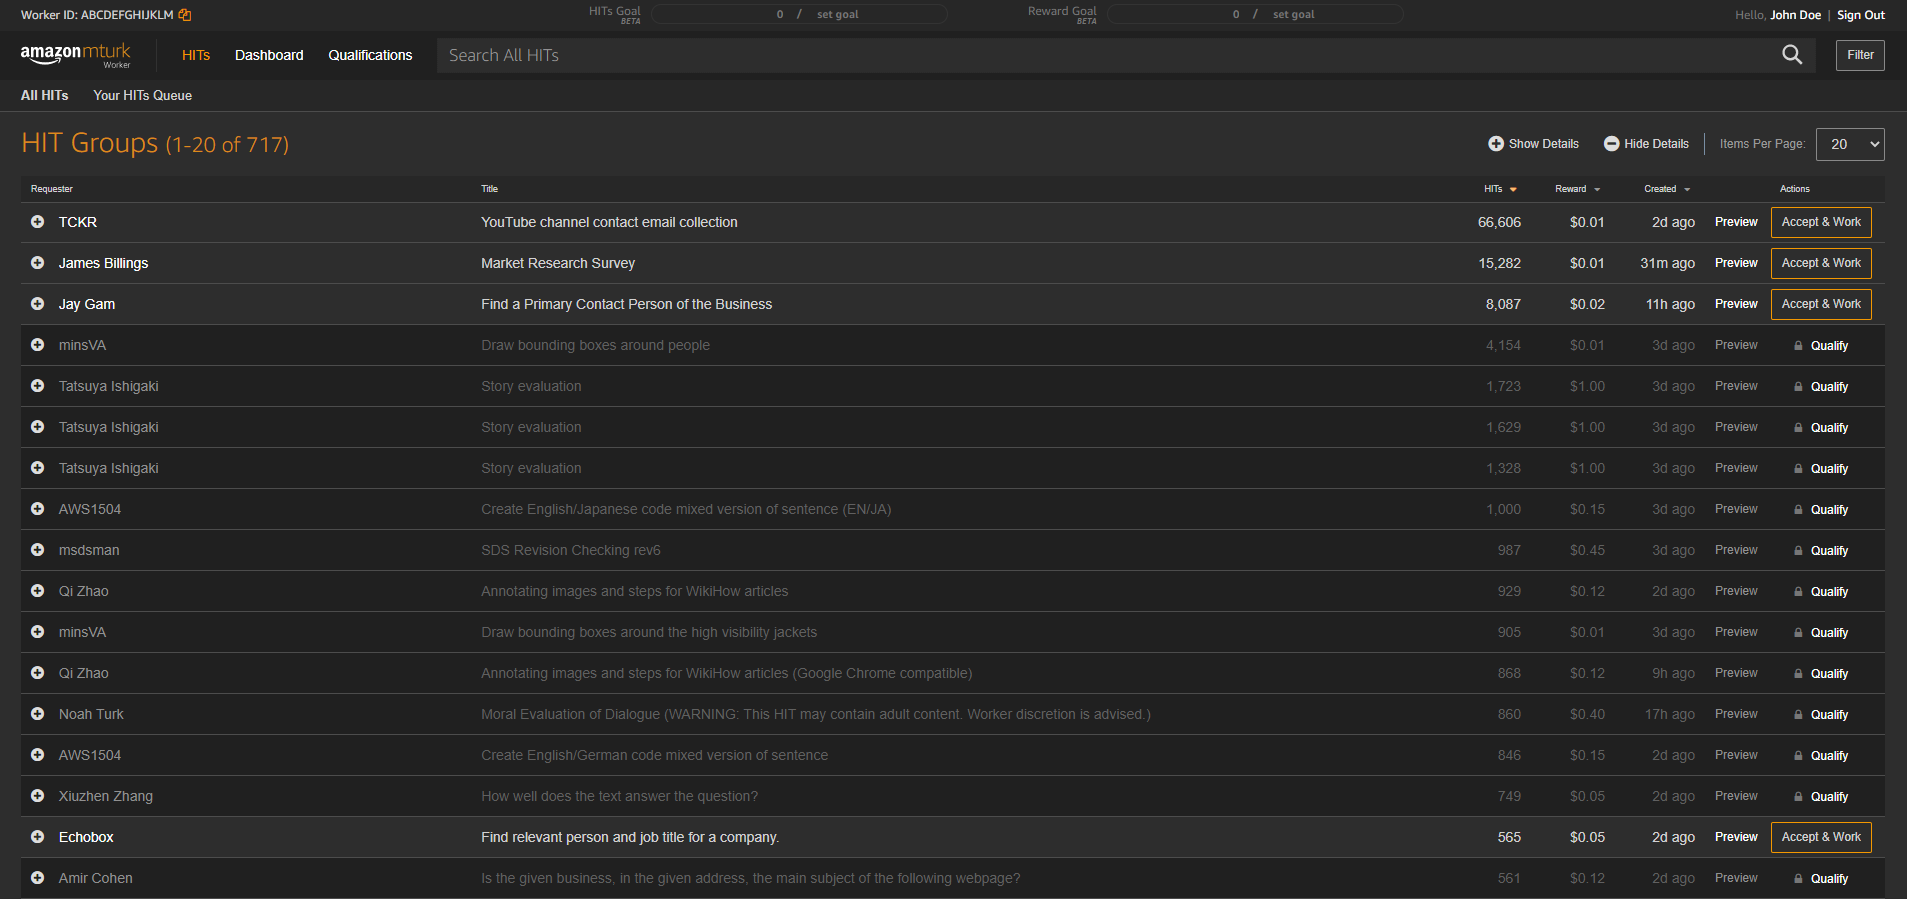 Worker ID: ABCDEFGHIJKLM HITs Goal BETA 0 / set goal Reward Goal BETA 0 / set goal Hello, John Doe | Sign Out
amazon mturk Worker HITs Dashboard Qualifications Search All HITs Filter
All HITs Your HITs Queue
HIT Groups (1-20 of 717) Show Details Hide Details Items Per Page: 20
Requester Title HITs Reward Created Actions
TCKR YouTube channel contact email collection 66,606 $0.01 2d ago Preview Accept & Work
James Billings Market Research Survey 15,282 $0.01 31m ago Preview Accept & Work
Jay Gam Find a Primary Contact Person of the Business 8,087 $0.02 11h ago Preview Accept & Work
minsVA Draw bounding boxes around people 4,154 $0.01 3d ago Preview Qualify
Tatsuya Ishigaki Story evaluation 1,723 $1.00 3d ago Preview Qualify
Tatsuya Ishigaki Story evaluation 1,629 $1.00 3d ago Preview Qualify
Tatsuya Ishigaki Story evaluation 1,328 $1.00 3d ago Preview Qualify
AWS1504 Create English/Japanese code mixed version of sentence (EN/JA) 1,000 $0.15 3d ago Preview Qualify
msdsman SDS Revision Checking rev6 987 $0.45 3d ago Preview Qualify
Qi Zhao Annotating images and steps for WikiHow articles 929 $0.12 2d ago Preview Qualify
minsVA Draw bounding boxes around the high visibility jackets 905 $0.01 3d ago Preview Qualify
Qi Zhao Annotating images and steps for WikiHow articles (Google Chrome compatible) 868 $0.12 9h ago Preview Qualify
Noah Turk Moral Evaluation of Dialogue (WARNING: This HIT may contain adult content. Worker discretion is advised.) 860 $0.40 17h ago Preview Qualify
AWS1504 Create English/German code mixed version of sentence 846 $0.15 2d ago Preview Qualify
Xiuzhen Zhang How well does the text answer the question? 749 $0.05 2d ago Preview Qualify
Echobox Find relevant person and job title for a company. 565 $0.05 2d ago Preview Accept & Work
Amir Cohen Is the given business, in the given address, the main subject of the following webpage? 561 $0.12 2d ago Preview Qualify